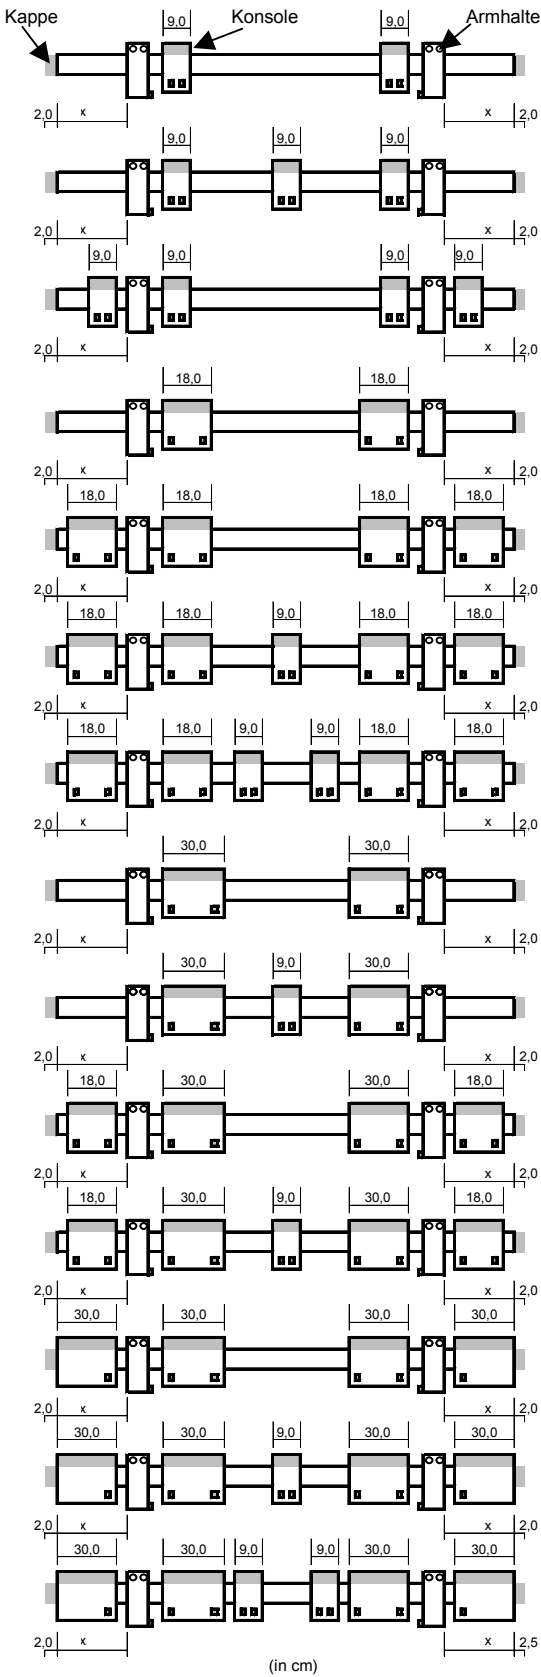 9,0 9,0
Kappe Konsole Armhalte
2,0 x x 2,0
9,0 9,0 9,0
2,0 x x 2,0
9,0 9,0 9,0 9,0
2,0 x x 2,0
18,0 18,0
2,0 x x 2,0
18,0 18,0 18,0 18,0
2,0 x x 2,0
18,0 18,0 9,0 18,0 18,0
2,0 x x 2,0
18,0 18,0 9,0 9,0 18,0 18,0
2,0 x x 2,0
30,0 30,0
2,0 x x 2,0
30,0 9,0 30,0
2,0 x x 2,0
18,0 30,0 30,0 18,0
2,0 x x 2,0
18,0 30,0 9,0 30,0 18,0
2,0 x x 2,0
30,0 30,0 30,0 30,0
2,0 x x 2,0
30,0 30,0 9,0 30,0 30,0
2,0 x x 2,0
30,0 30,0 9,0 9,0 30,0 30,0
2,0 x x 2,5
(in cm)